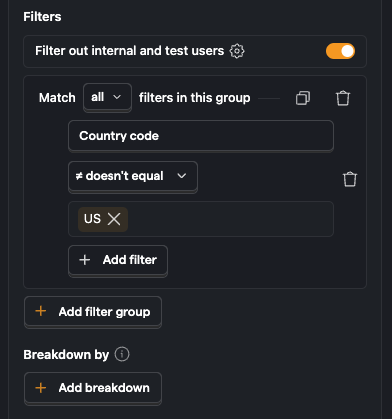 Filters
Filter out internal and test users
Match all filters in this group
Country code
≠ doesn't equal
US
+ Add filter
+ Add filter group
Breakdown by
+ Add breakdown